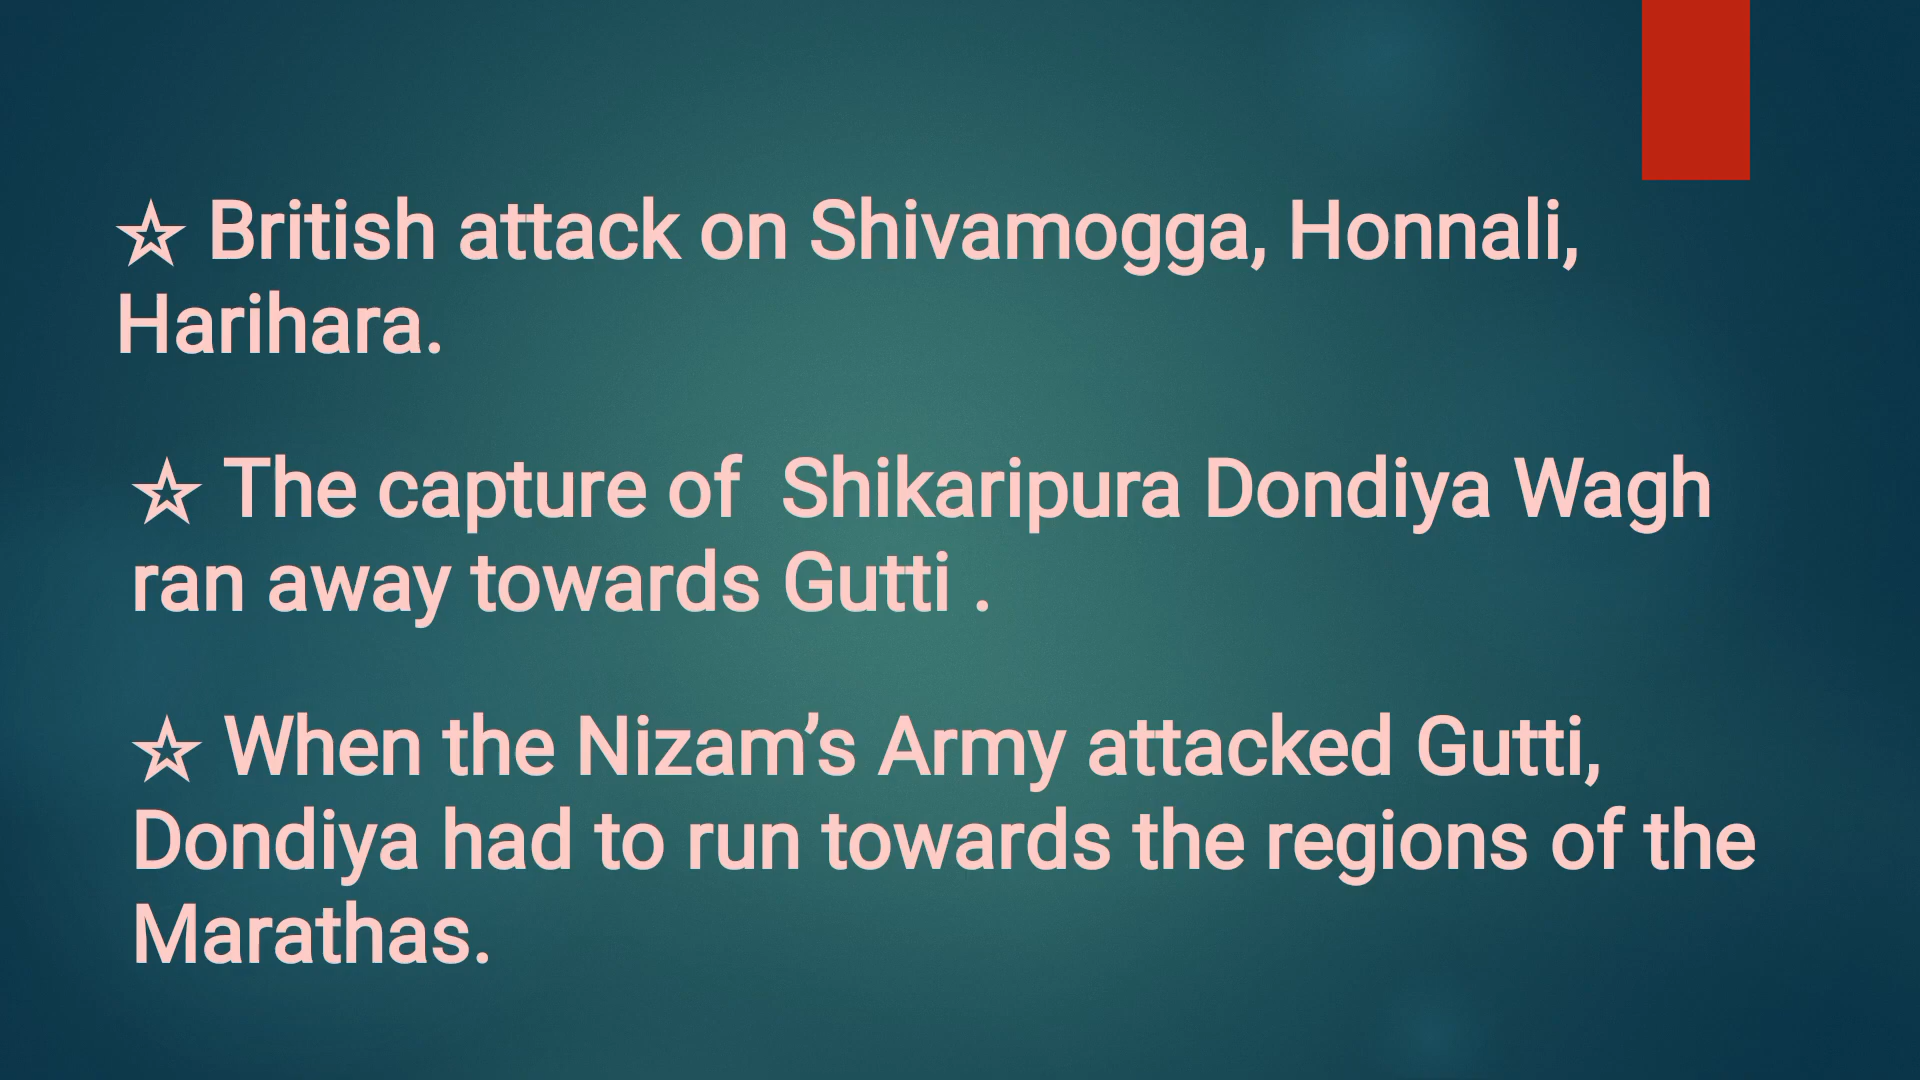 ☆ British attack on Shivamogga, Honnali,
Harihara.
☆ The capture of  Shikaripura Dondiya Wagh
ran away towards Gutti .
☆ When the Nizam’s Army attacked Gutti,
Dondiya had to run towards the regions of the
Marathas.